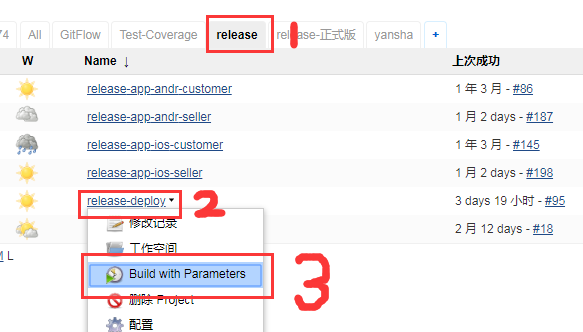 74 All GitFlow Test-Coverage release release-正式版 yansha +
1
W Name ↓ 上次成功
release-app-andr-customer 1 年 3 月 - #86
release-app-andr-seller 1 月 2 days - #187
release-app-ios-customer 1 年 3 月 - #145
release-app-ios-seller 1 月 2 days - #198
release-deploy 2 3 days 19 小时 - #95
修改记录 2 月 12 days - #18
工作空间
L
Build with Parameters 3
删除 Project
配置